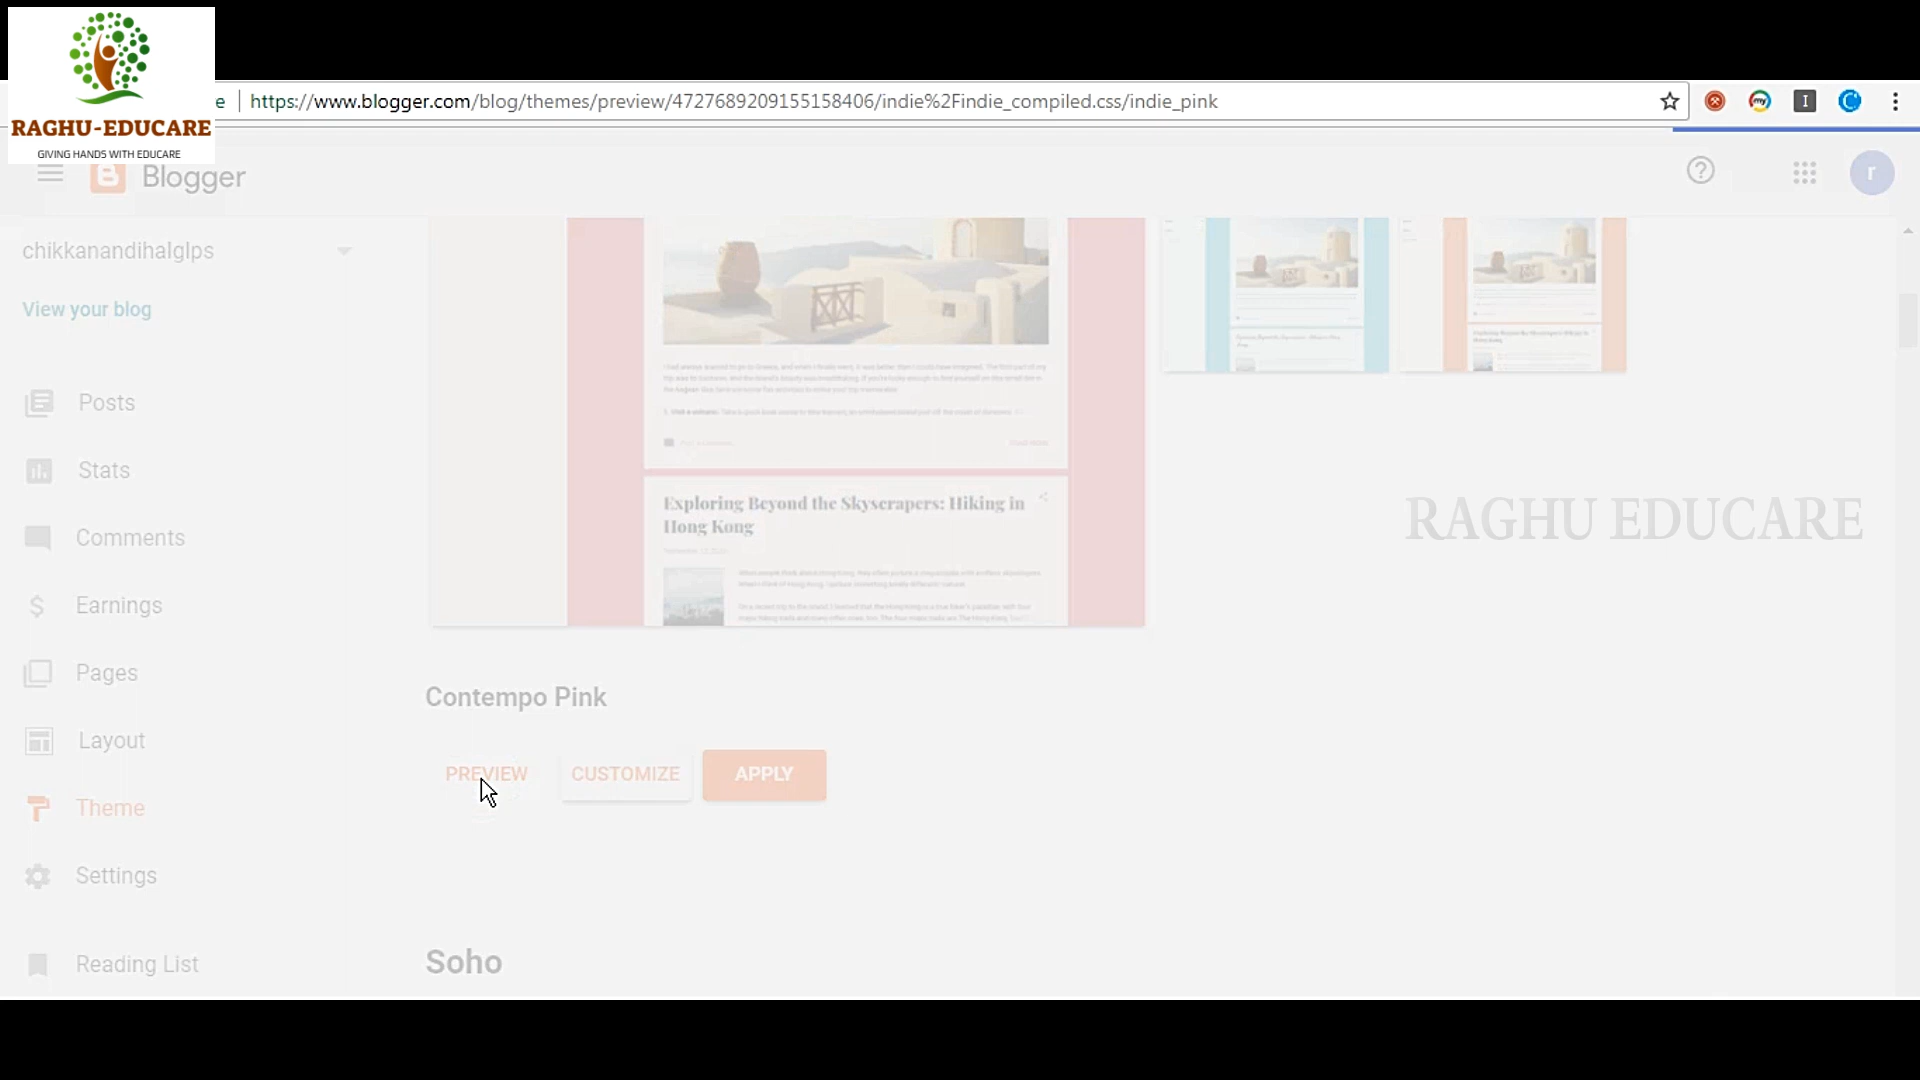 RAGHU-EDUCARE
GIVING HANDS WITH EDUCARE
e https://www.blogger.com/blog/themes/preview/4727689209155158406/indie%2Findie_compiled.css/indie_pink
Blogger
r
chikkanandihalglps
View your blog
Posts
Stats
Comments
Earnings
Pages
Layout
Theme
Settings
Reading List
Exploring Beyond the Skyscrapers: Hiking in
Hong Kong
Contempo Pink
PREVIEW
CUSTOMIZE
APPLY
Soho
RAGHU EDUCARE